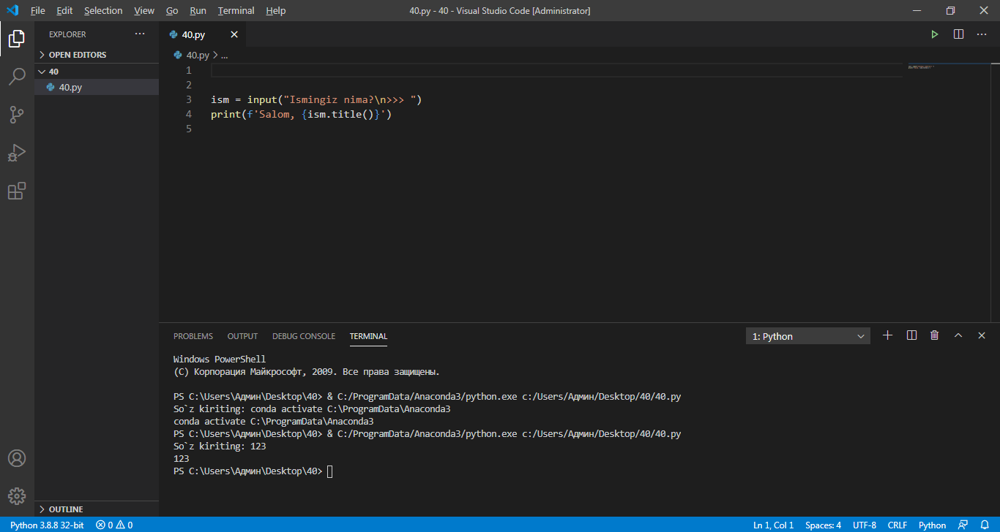 File Edit Selection View Go Run Terminal Help
40.py - 40 - Visual Studio Code [Administrator]
EXPLORER
OPEN EDITORS
40
40.py
OUTLINE
40.py
40.py > ...
1
2
3 ism = input("Ismingiz nima?\n>>> ")
4 print(f'Salom, {ism.title()}')
5
PROBLEMS OUTPUT DEBUG CONSOLE TERMINAL
1: Python
Windows PowerShell
(C) Корпорация Майкрософт, 2009. Все права защищены.
PS C:\Users\Админ\Desktop\40> & C:/ProgramData/Anaconda3/python.exe c:/Users/Админ/Desktop/40/40.py
So`z kiriting: conda activate C:\ProgramData\Anaconda3
conda activate C:\ProgramData\Anaconda3
PS C:\Users\Админ\Desktop\40> & C:/ProgramData/Anaconda3/python.exe c:/Users/Админ/Desktop/40/40.py
So`z kiriting: 123
123
PS C:\Users\Админ\Desktop\40>
Python 3.8.8 32-bit 0 0
Ln 1, Col 1 Spaces: 4 UTF-8 CRLF Python